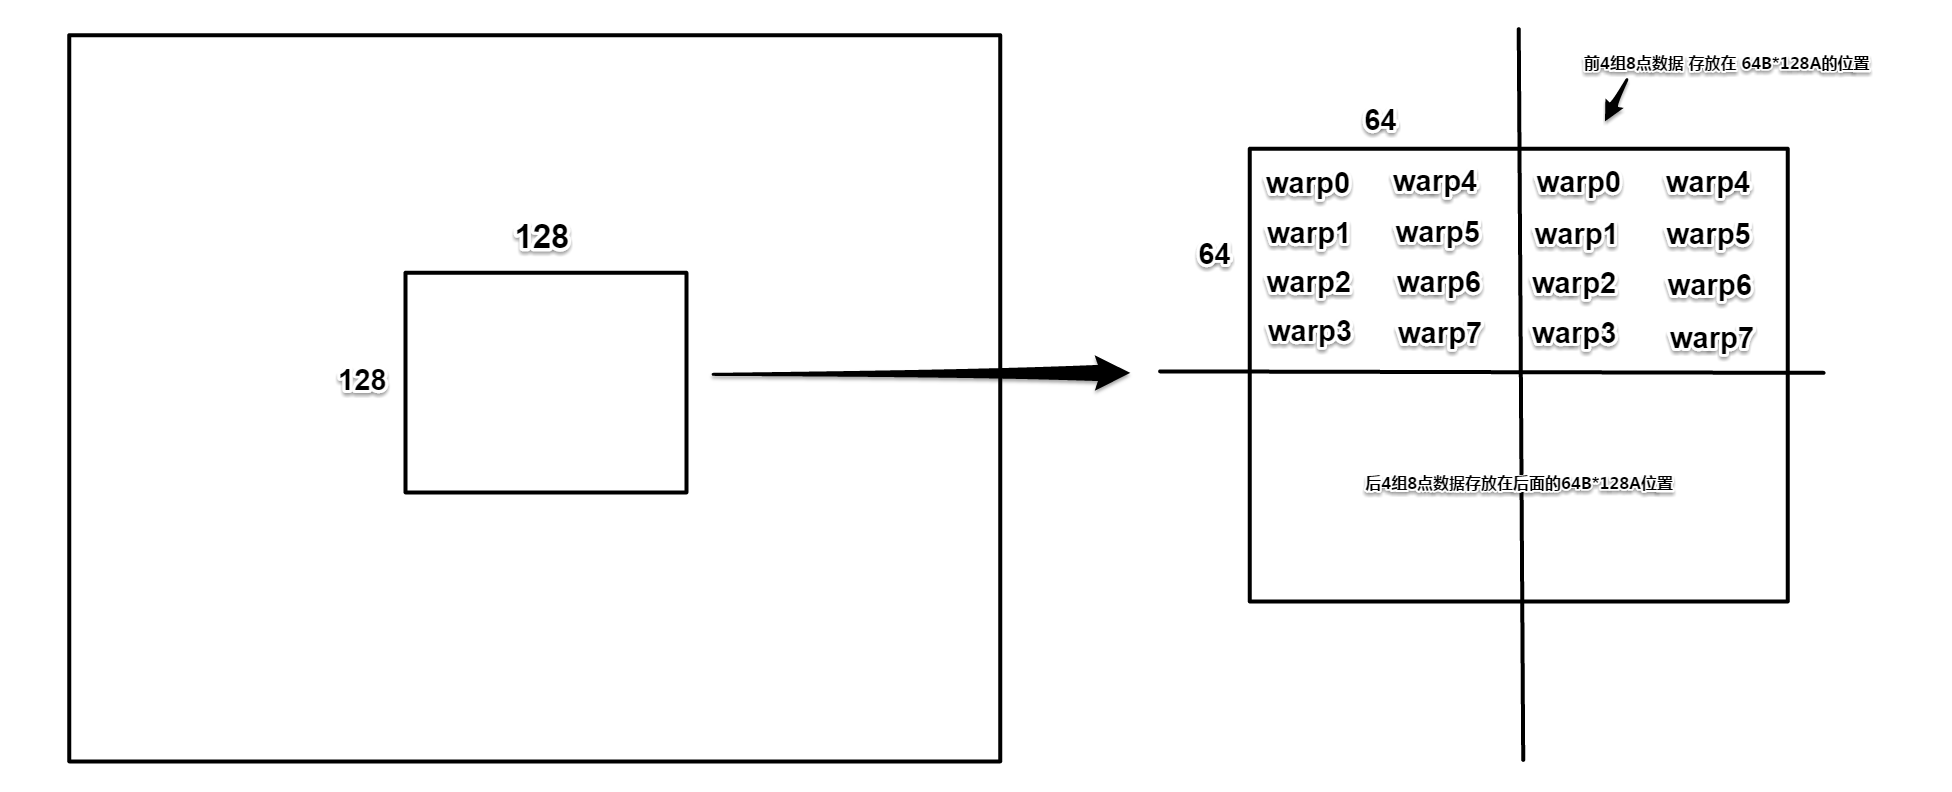 前4组8点数据 存放在 64B*128A的位置
64
128
128
64
warp0 warp4 warp0 warp4
warp1 warp5 warp1 warp5
warp2 warp6 warp2 warp6
warp3 warp7 warp3 warp7
后4组8点数据存放在后面的64B*128A位置